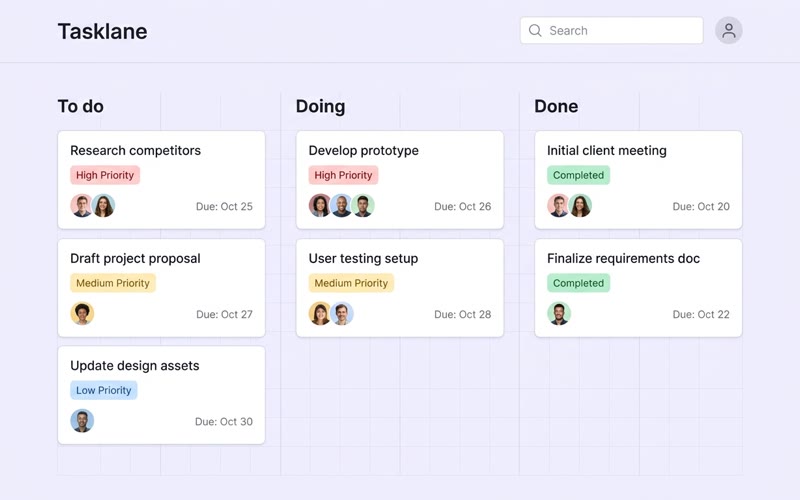 Tasklane
Search
To do
Research competitors
High Priority
Due: Oct 25
Draft project proposal
Medium Priority
Due: Oct 27
Update design assets
Low Priority
Due: Oct 30
Doing
Develop prototype
High Priority
Due: Oct 26
User testing setup
Medium Priority
Due: Oct 28
Done
Initial client meeting
Completed
Due: Oct 20
Finalize requirements doc
Completed
Due: Oct 22